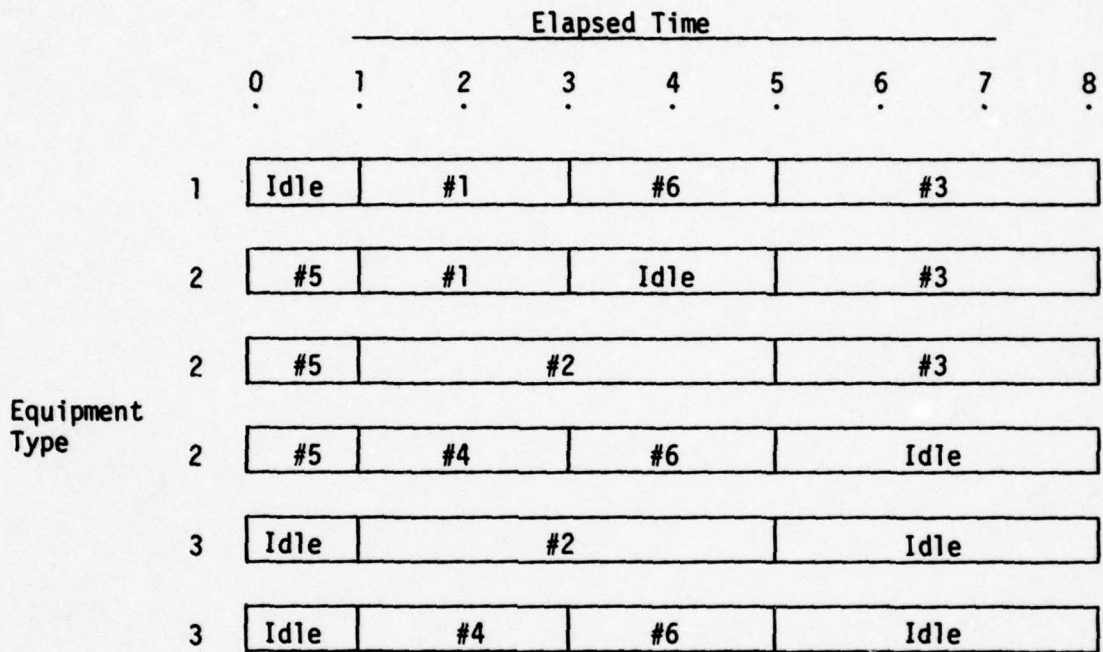 Elapsed Time
0 1 2 3 4 5 6 7 8
1 Idle #1 #6 #3
2 #5 #1 Idle #3
2 #5 #2 #3
Equipment
Type
2 #5 #4 #6 Idle
3 Idle #2 Idle
3 Idle #4 #6 Idle